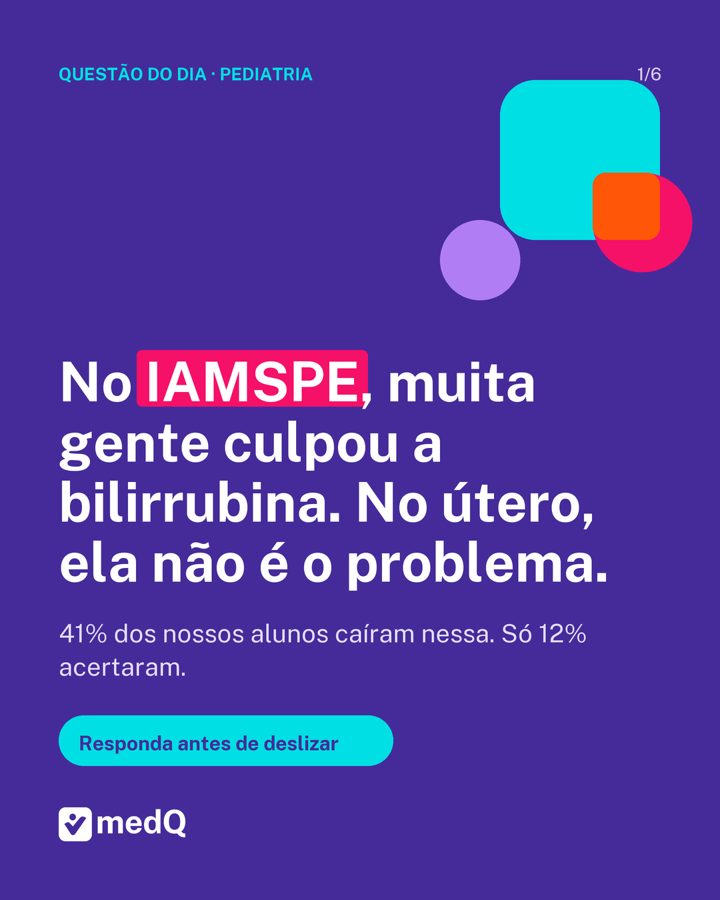 QUESTÃO DO DIA · PEDIATRIA
1/6
No IAMSPE, muita
gente culpou a
bilirrubina. No útero,
ela não é o problema.
41% dos nossos alunos caíram nessa. Só 12%
acertaram.
Responda antes de deslizar
medQ